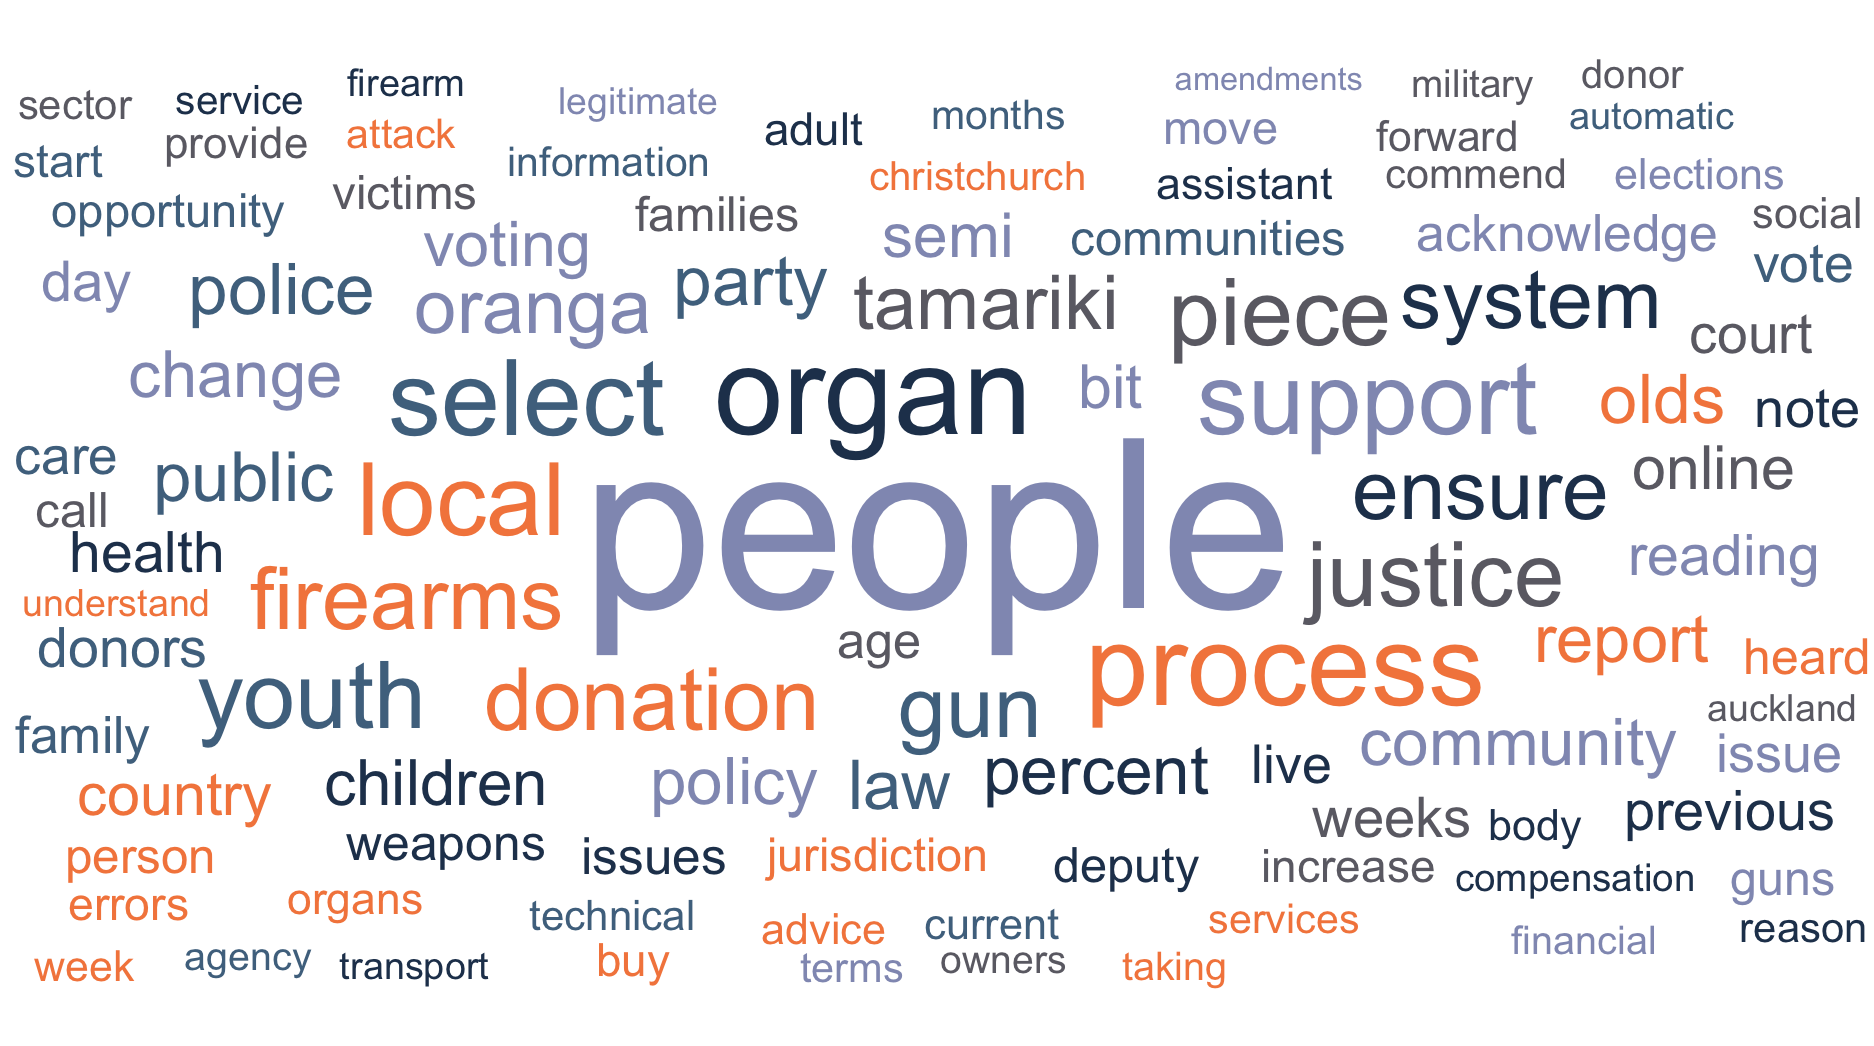 sector service firearm legitimate amendments military donor
start provide attack information adult months move forward automatic
opportunity victims families christchurch assistant commend elections
day police voting oranga party semi communities acknowledge social
tamariki piece system vote
change select organ bit support court
olds note
care public local people ensure online
call
health firearms justice reading
understand
donors youth donation age gun process report heard
family auckland
country children policy law percent live community issue
person weapons issues jurisdiction deputy weeks body previous
increase compensation guns
errors organs technical advice current services financial reason
week agency transport buy terms owners taking